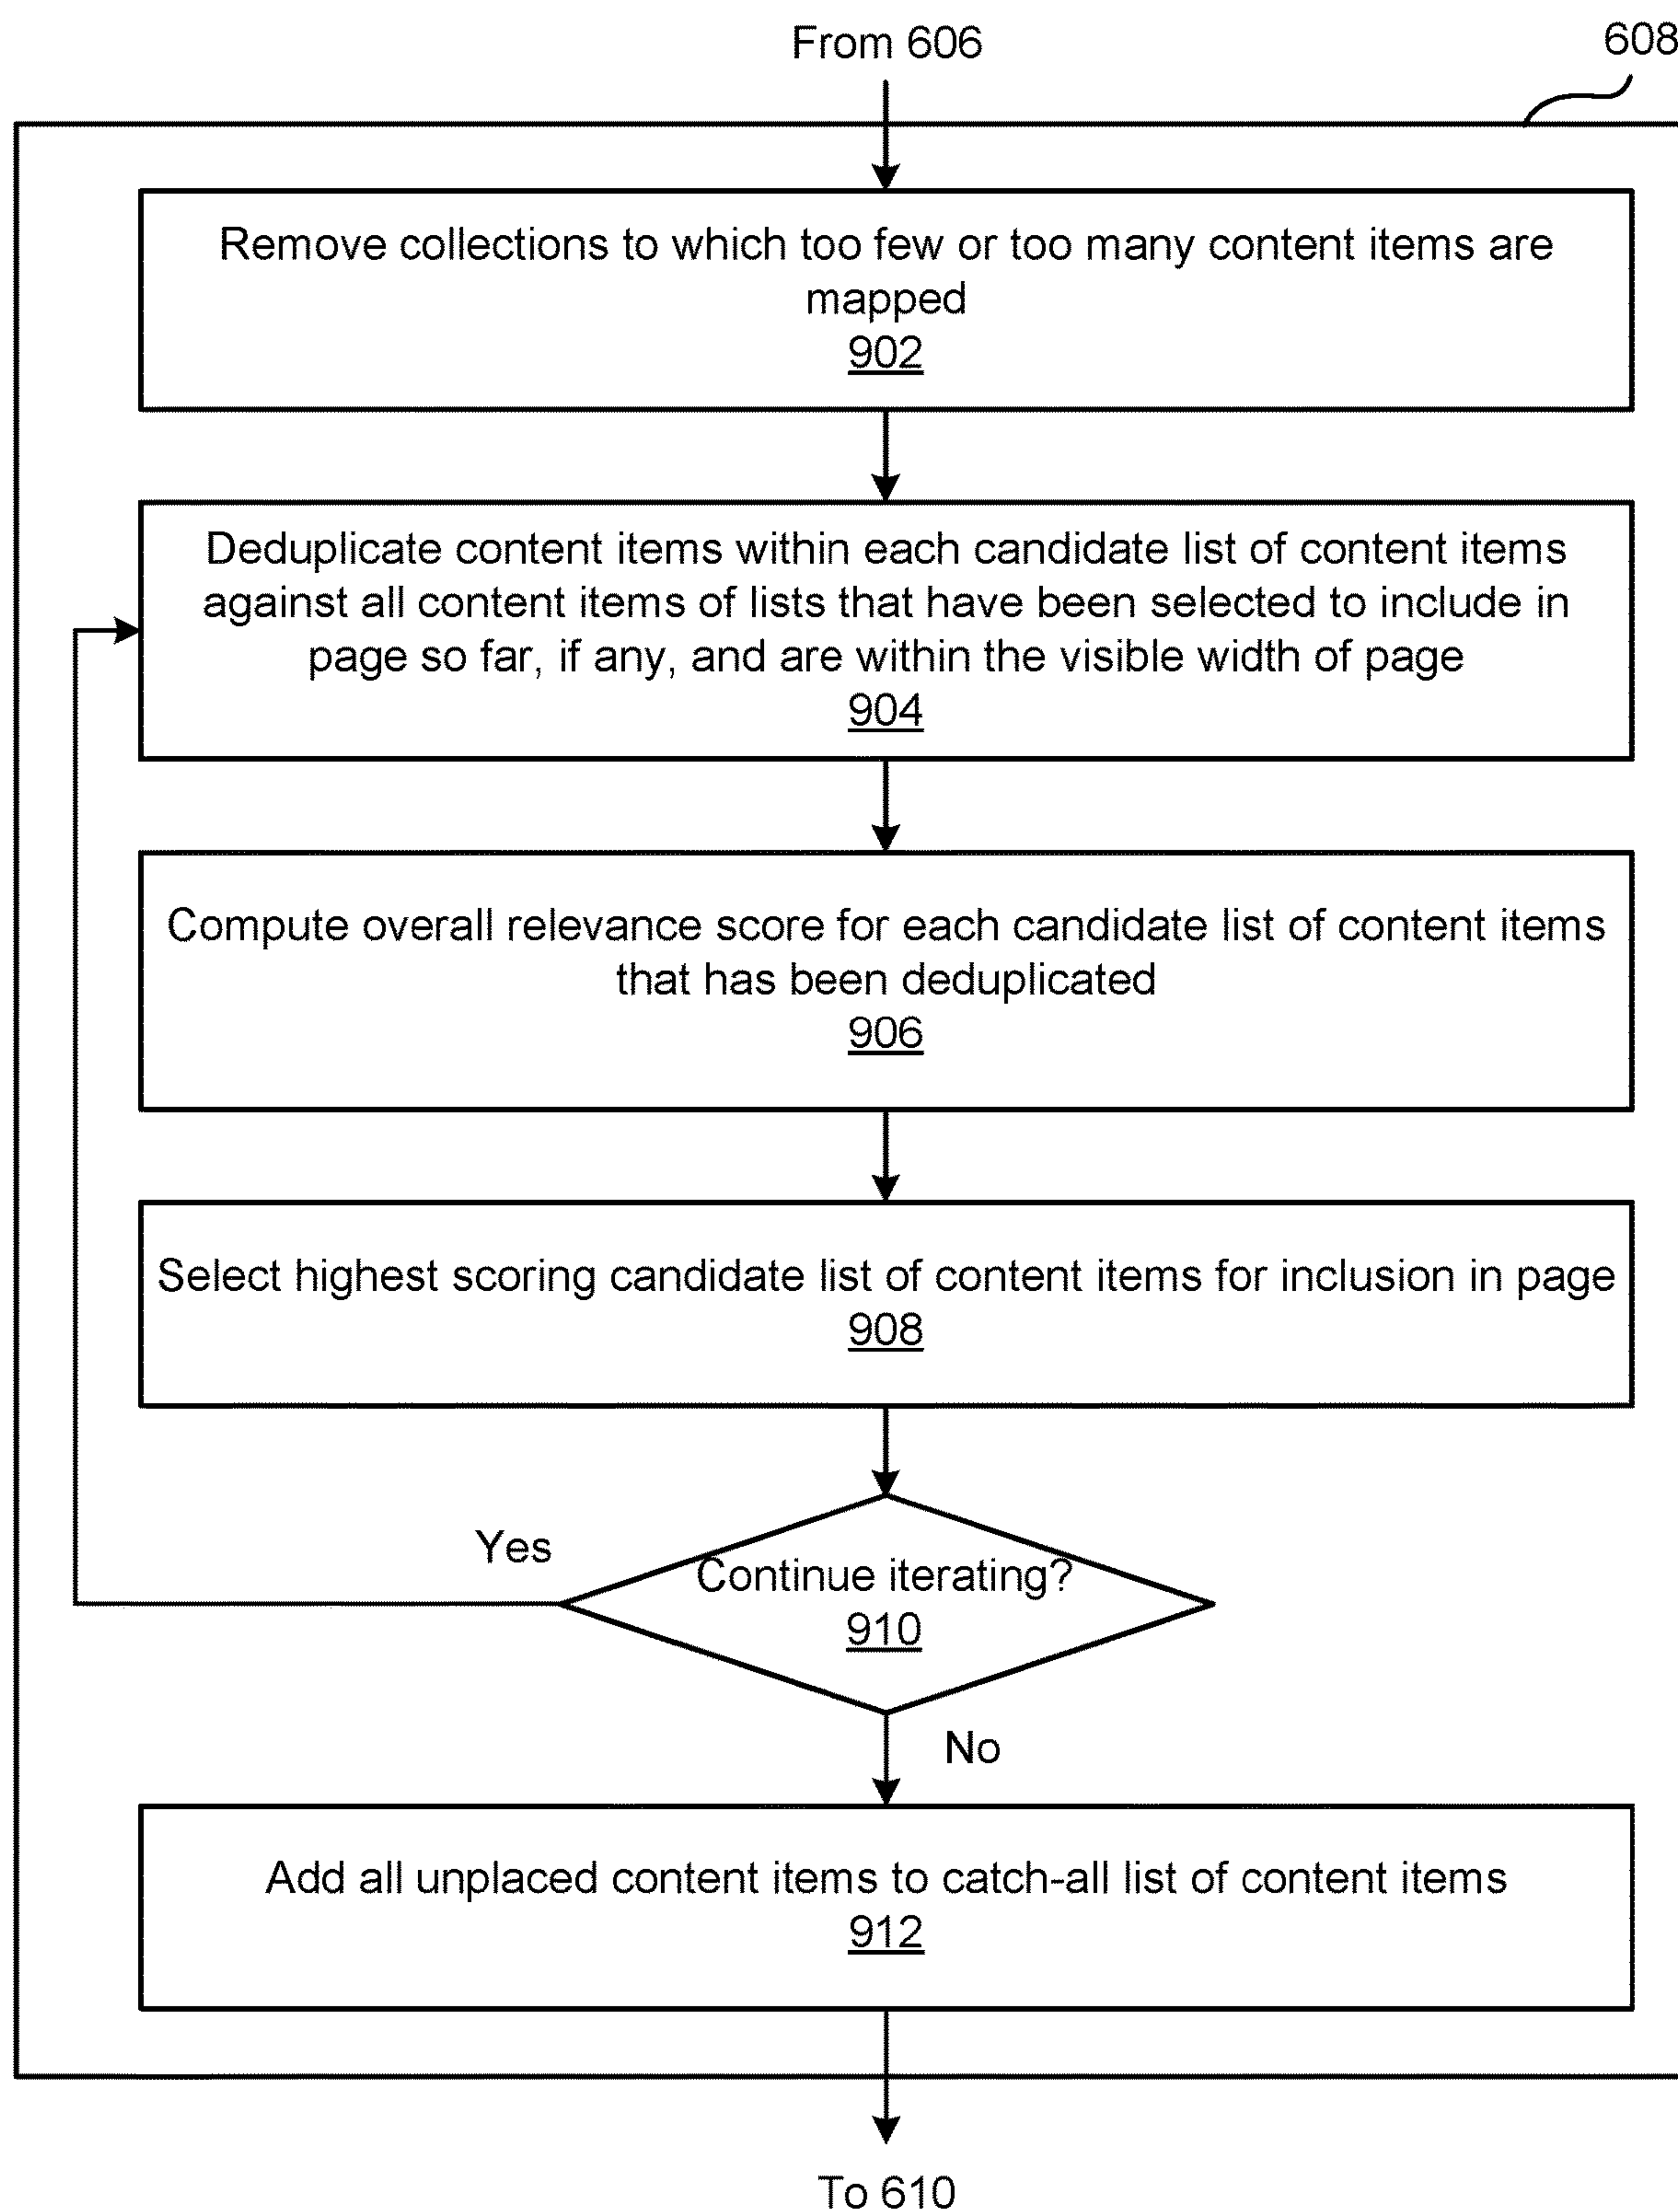 From 606
608
Remove collections to which too few or too many content items are
mapped
902
Deduplicate content items within each candidate list of content items
against all content items of lists that have been selected to include in
page so far, if any, and are within the visible width of page
904
Compute overall relevance score for each candidate list of content items
that has been deduplicated
906
Select highest scoring candidate list of content items for inclusion in page
908
Yes
Continue iterating?
910
No
Add all unplaced content items to catch-all list of content items
912
To 610